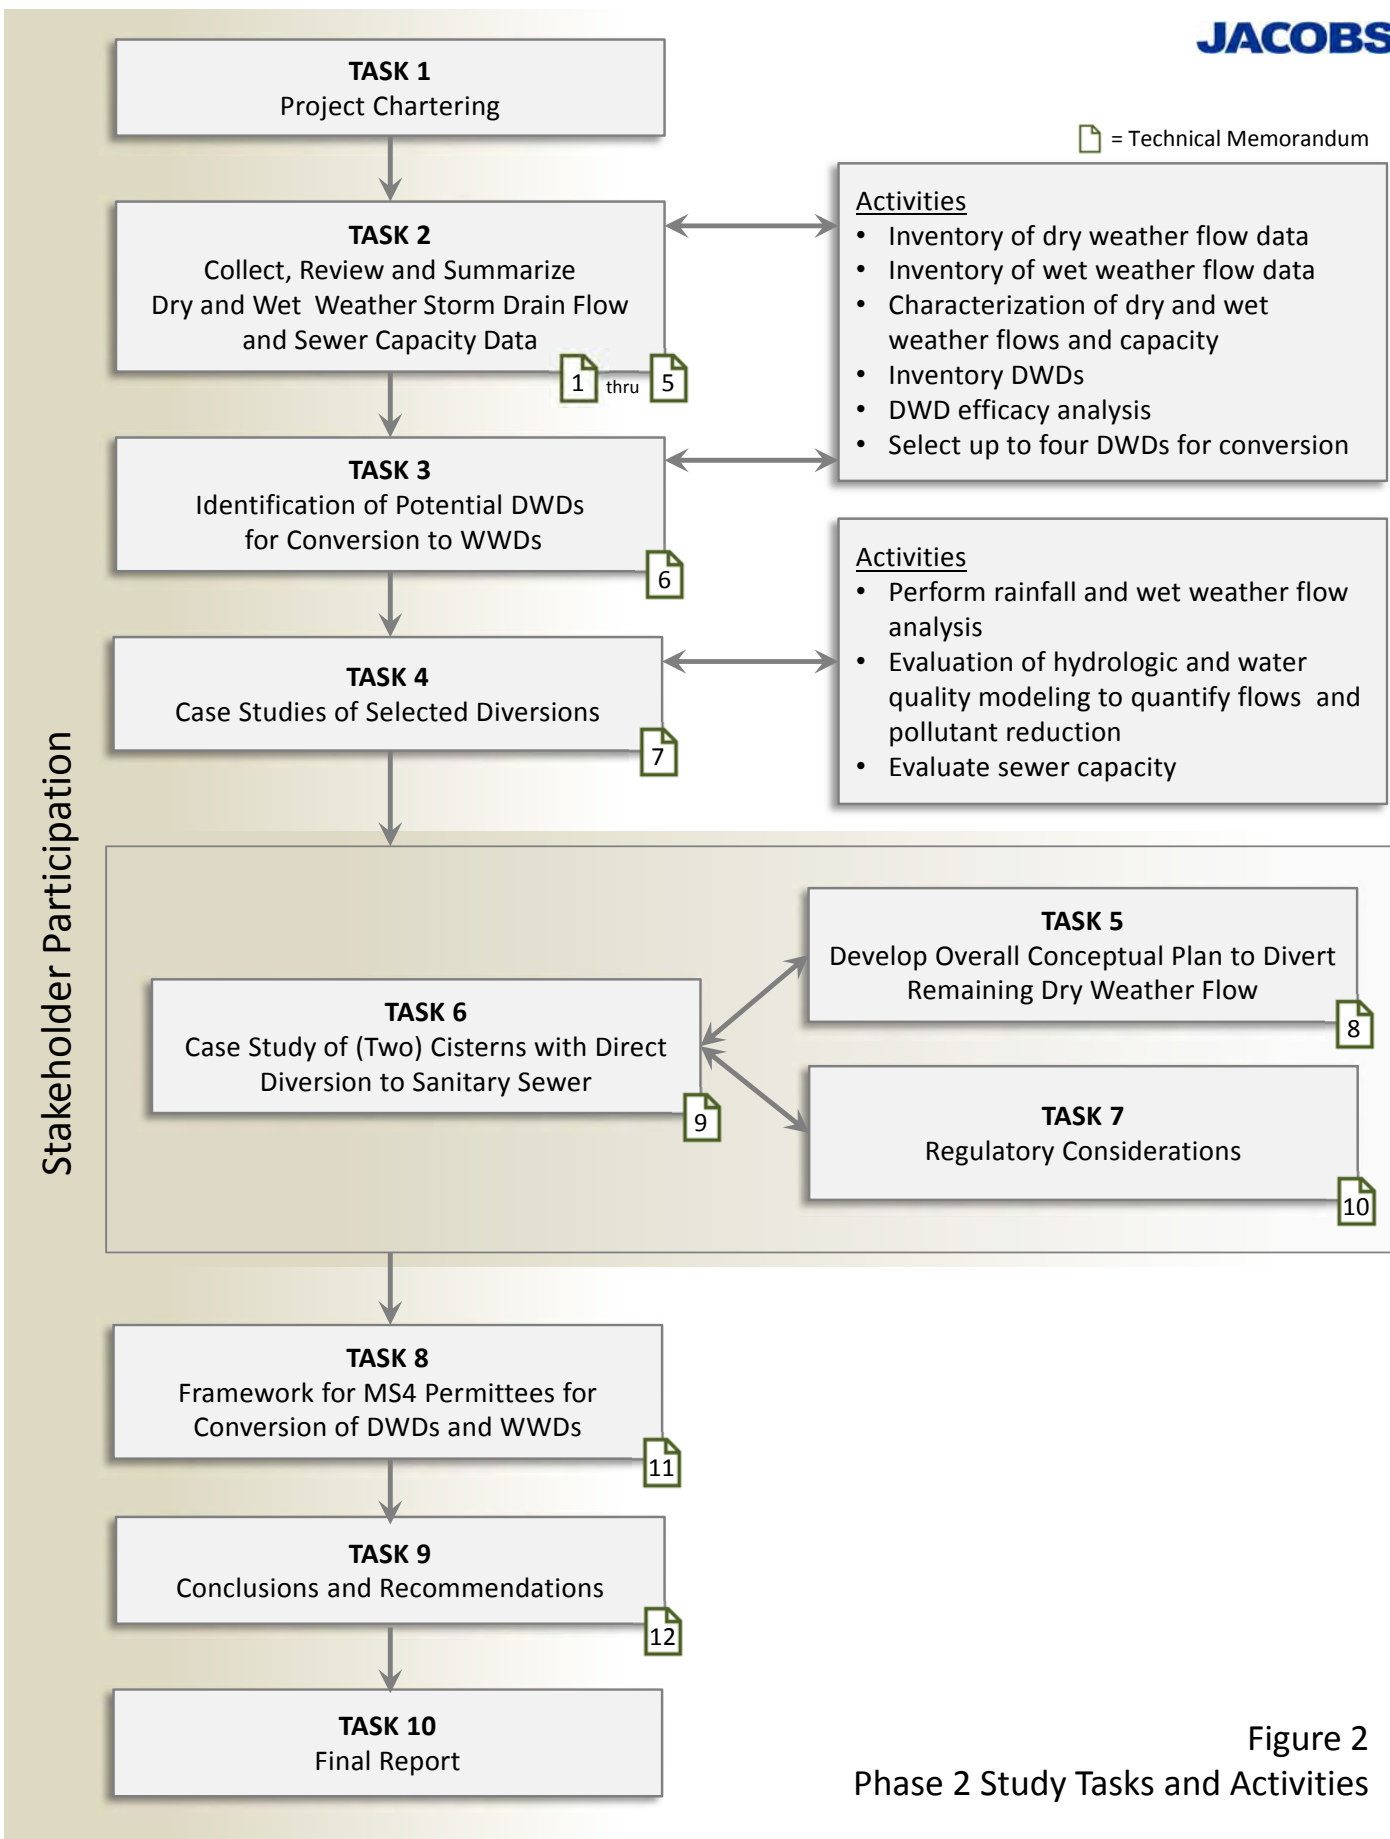 JACOBS
= Technical Memorandum
TASK 1
Project Chartering
TASK 2
Collect, Review and Summarize
Dry and Wet Weather Storm Drain Flow
and Sewer Capacity Data
1 thru 5
Activities
• Inventory of dry weather flow data
• Inventory of wet weather flow data
• Characterization of dry and wet
weather flows and capacity
• Inventory DWDs
• DWD efficacy analysis
• Select up to four DWDs for conversion
TASK 3
Identification of Potential DWDs
for Conversion to WWDs
6
Activities
• Perform rainfall and wet weather flow
analysis
• Evaluation of hydrologic and water
quality modeling to quantify flows and
pollutant reduction
• Evaluate sewer capacity
TASK 4
Case Studies of Selected Diversions
7
Stakeholder Participation
TASK 5
Develop Overall Conceptual Plan to Divert
Remaining Dry Weather Flow
8
TASK 6
Case Study of (Two) Cisterns with Direct
Diversion to Sanitary Sewer
9
TASK 7
Regulatory Considerations
10
TASK 8
Framework for MS4 Permittees for
Conversion of DWDs and WWDs
11
TASK 9
Conclusions and Recommendations
12
TASK 10
Final Report
Figure 2
Phase 2 Study Tasks and Activities